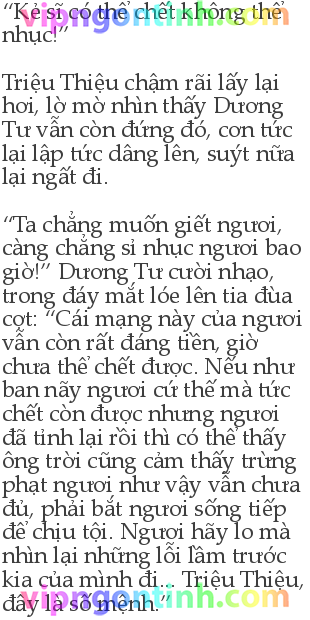 “Kẻ sĩ có thể chết không thể
nhục!”
Triệu Thiệu chậm rãi lấy lại
hơi, lờ mờ nhìn thấy Dương
Tư vẫn còn đứng đó, cơn tức
lại lập tức dâng lên, suýt nữa
lại ngất đi.
“Ta chẳng muốn giết ngươi,
càng chẳng sỉ nhục ngươi bao
giờ!” Dương Tư cười nhạo,
trong đáy mắt lóe lên tia đùa
cợt: “Cái mạng này của ngươi
vẫn còn rất đáng tiền, giờ
chưa thể chết được. Nếu như
ban nãy ngươi cứ thế mà tức
chết còn được nhưng ngươi
đã tỉnh lại rồi thì có thể thấy
ông trời cũng cảm thấy trừng
phạt ngươi như vậy vẫn chưa
đủ, phải bắt ngươi sống tiếp
để chịu tội. Ngươi hãy lo mà
nhìn lại những lỗi lầm trước
kia của mình đi... Triệu Thiệu,
đây là số mệnh.”
vipngontinh.com
vipngontinh.com